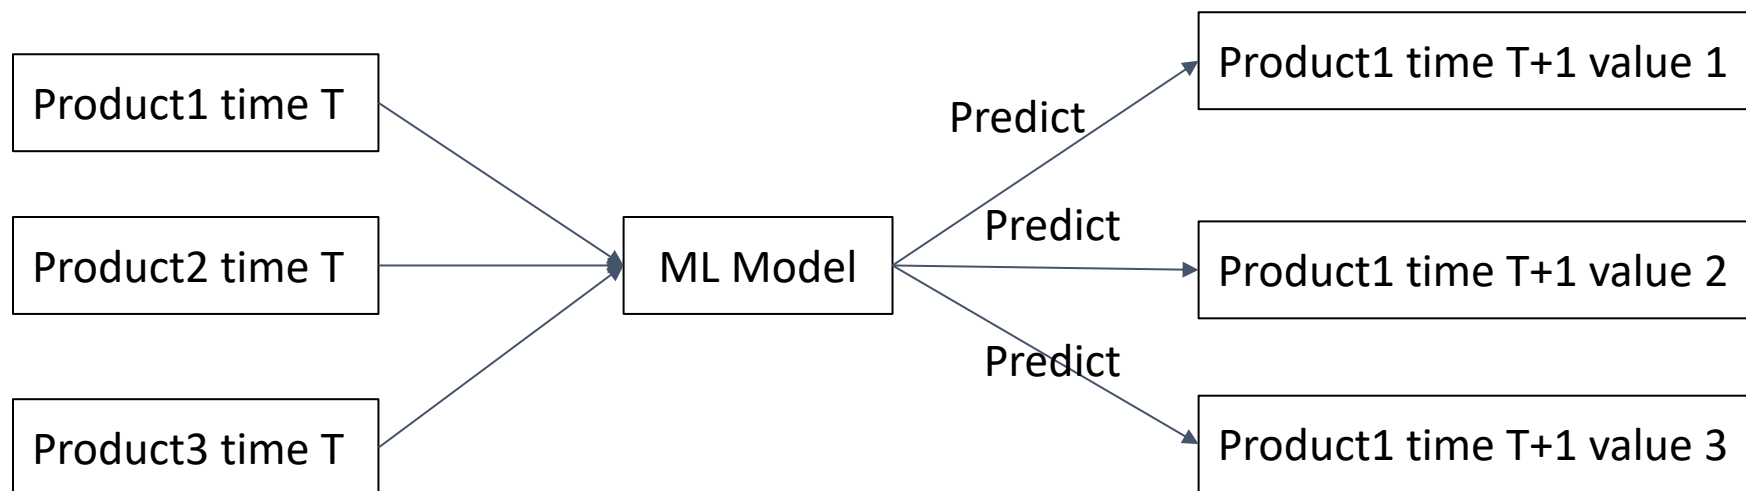 Product1 time T
Product2 time T
Product3 time T
ML Model
Predict
Predict
Predict
Product1 time T+1 value 1
Product1 time T+1 value 2
Product1 time T+1 value 3